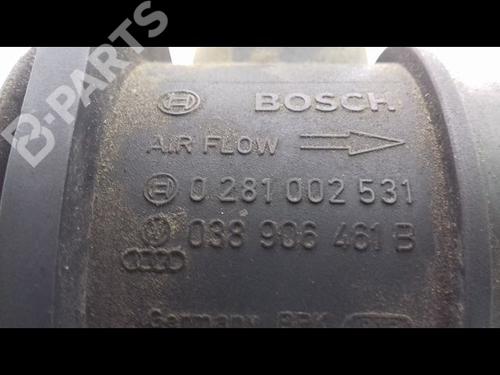 B-PARTS
BOSCH
AIR FLOW
0 281 002 531
038 906 461 B
Germany